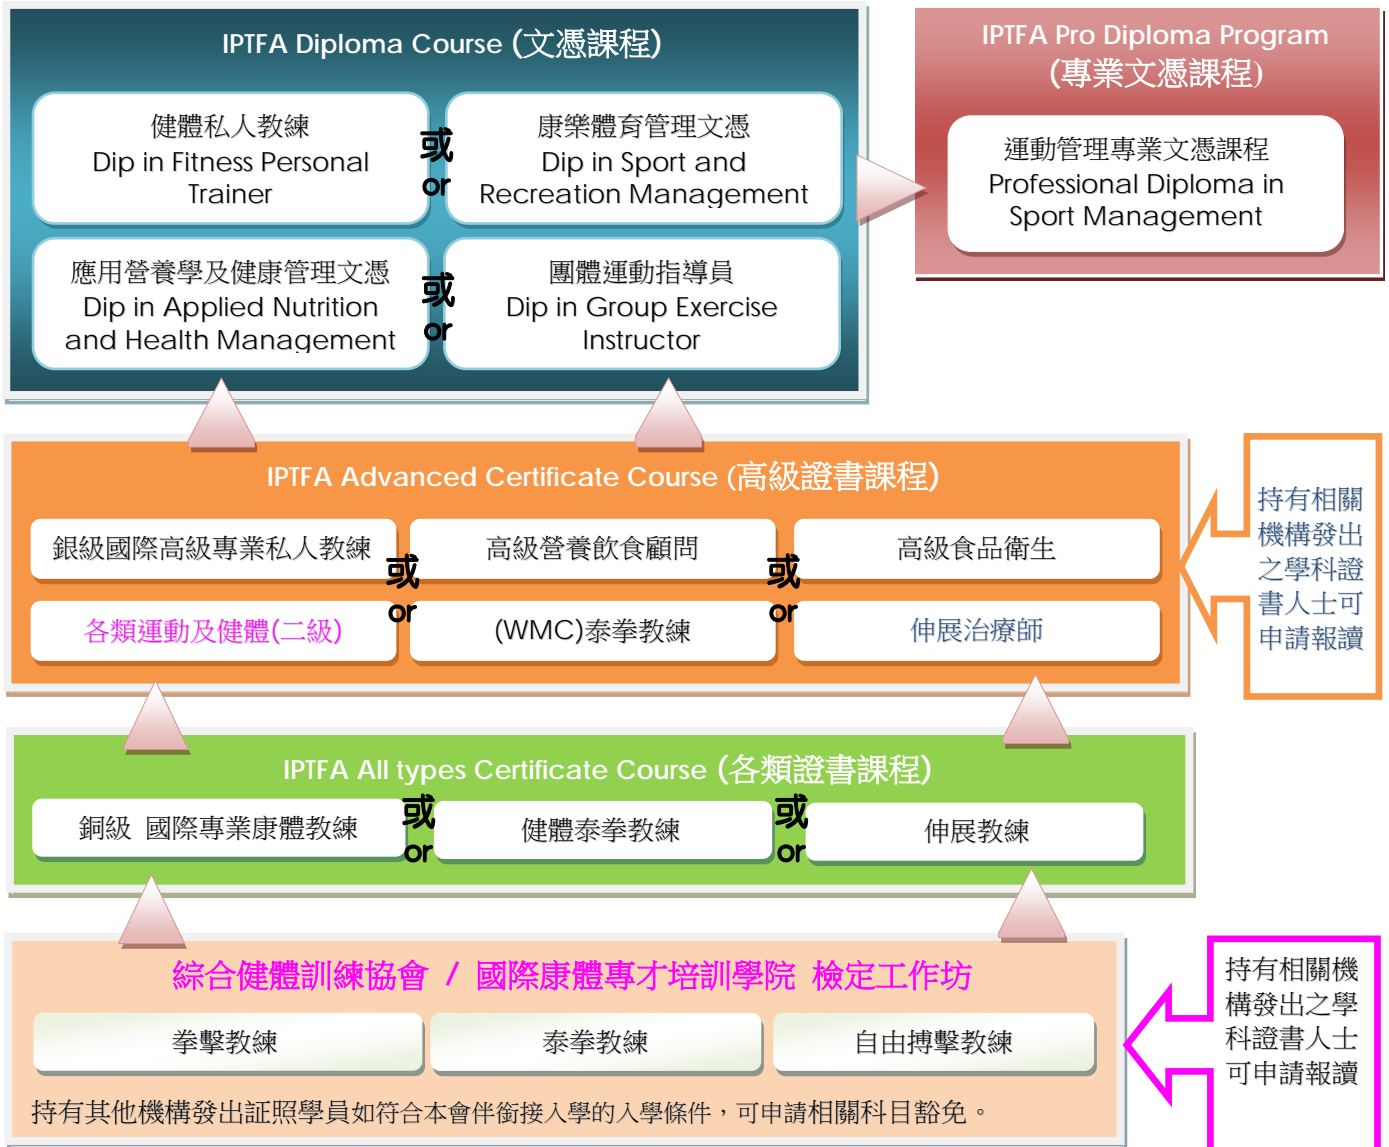 IPTFA Diploma Course (文憑課程)
健體私人教練
Dip in Fitness Personal
Trainer
或
or
康樂體育管理文憑
Dip in Sport and
Recreation Management
應用營養學及健康管理文憑
Dip in Applied Nutrition
and Health Management
或
or
團體運動指導員
Dip in Group Exercise
Instructor
IPTFA Pro Diploma Program
(專業文憑課程)
運動管理專業文憑課程
Professional Diploma in
Sport Management
IPTFA Advanced Certificate Course (高級證書課程)
銀級國際高級專業私人教練
高級營養飲食顧問
高級食品衛生
或
or
或
or
各類運動及健體(二級)
(WMC)泰拳教練
伸展治療師
持有相關
機構發出
之學科證
書人士可
申請報讀
IPTFA All types Certificate Course (各類證書課程)
銅級 國際專業康體教練
或
or
健體泰拳教練
或
or
伸展教練
綜合健體訓練協會 / 國際康體專才培訓學院 檢定工作坊
拳擊教練
泰拳教練
自由搏擊教練
持有其他機構發出証照學員如符合本會伴銜接入學的入學條件，可申請相關科目豁免。
持有相關機
構發出之學
科證書人士
可申請報讀